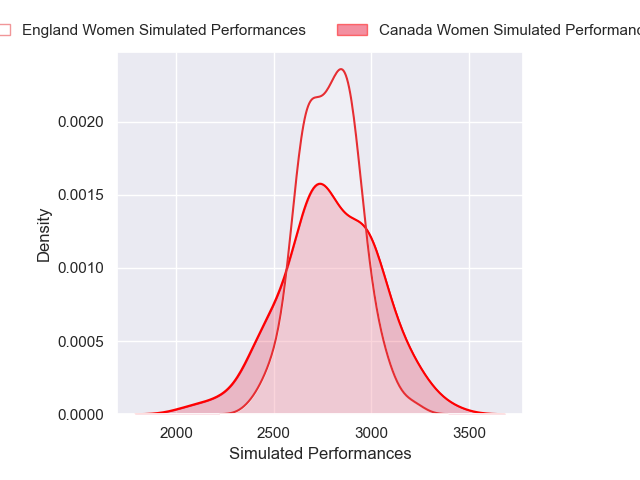 England Women Simulated Performances
Canada Women Simulated
0.0020
0.0015
0.0010
0.0005
0.0000
Density
2000 2500 3000 3500
Simulated Performances